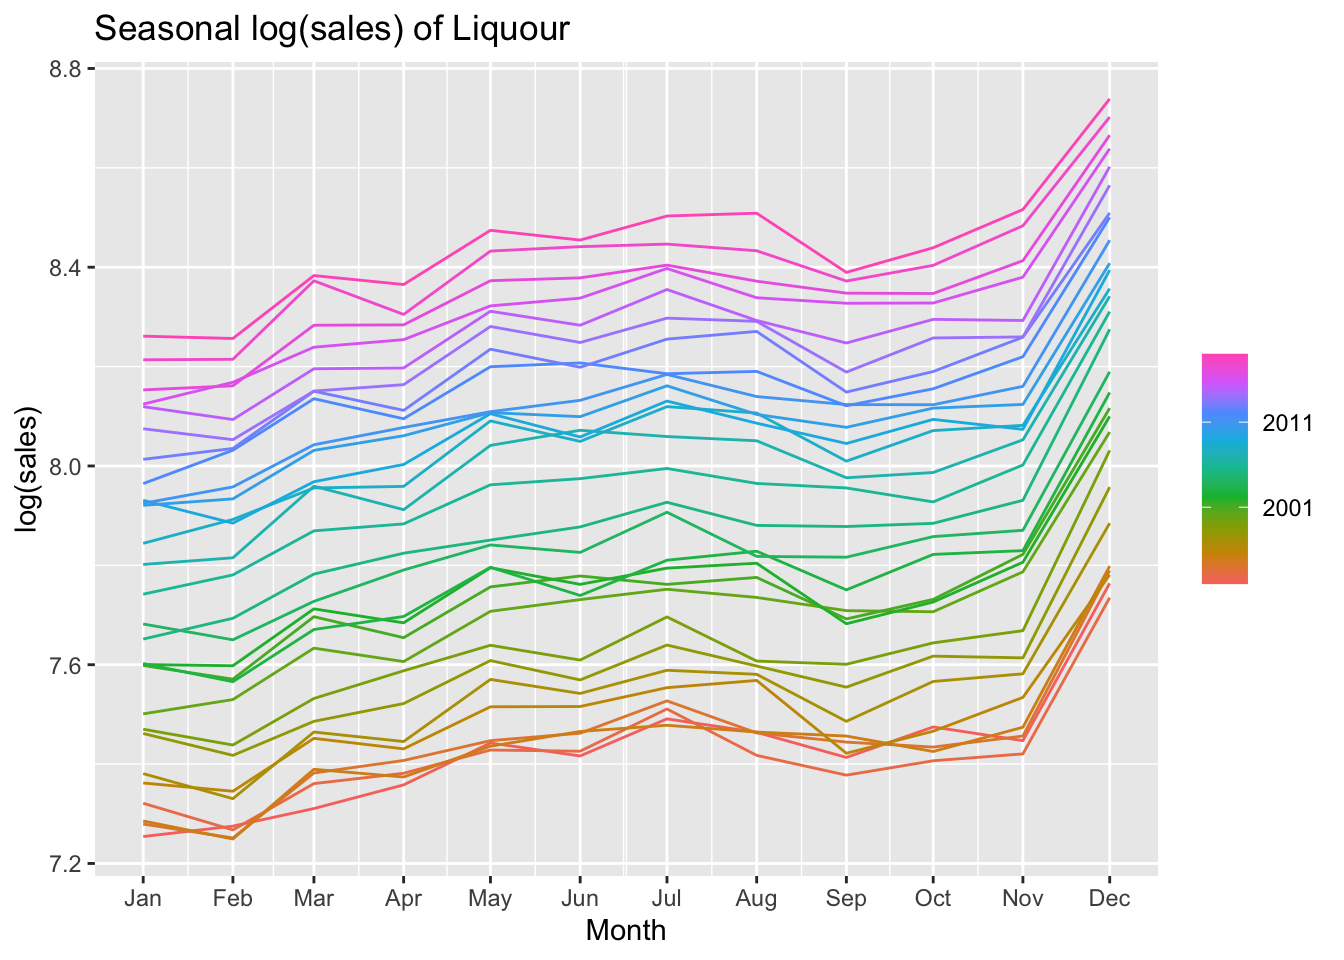 Seasonal log(sales) of Liquour
8.8
8.4
8.0
7.6
7.2
log(sales)
Jan Feb Mar Apr May Jun Jul Aug Sep Oct Nov Dec
Month
2011
2001